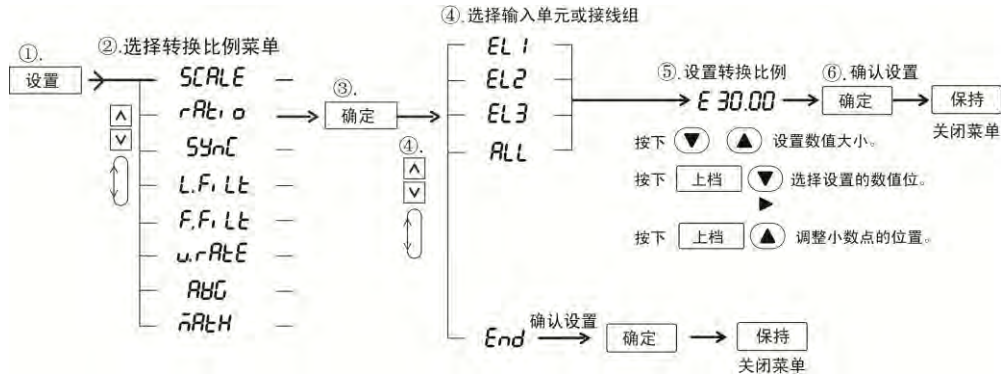 ①.
设置
②.选择转换比例菜单
SCALE
rAtio
SYnC
L.FiLt
F.FiLt
u.rAtE
AVG
mAtH
③.
确定
④.
④.选择输入单元或接线组
EL1
EL2
EL3
ALL
⑤.设置转换比例
E 30.00
⑥.确认设置
确定
保持
关闭菜单
按下 ▼ ▲ 设置数值大小。
按下 上档 ▼ 选择设置的数值位。
▶
按下 上档 ▲ 调整小数点的位置。
End
确认设置
确定
保持
关闭菜单